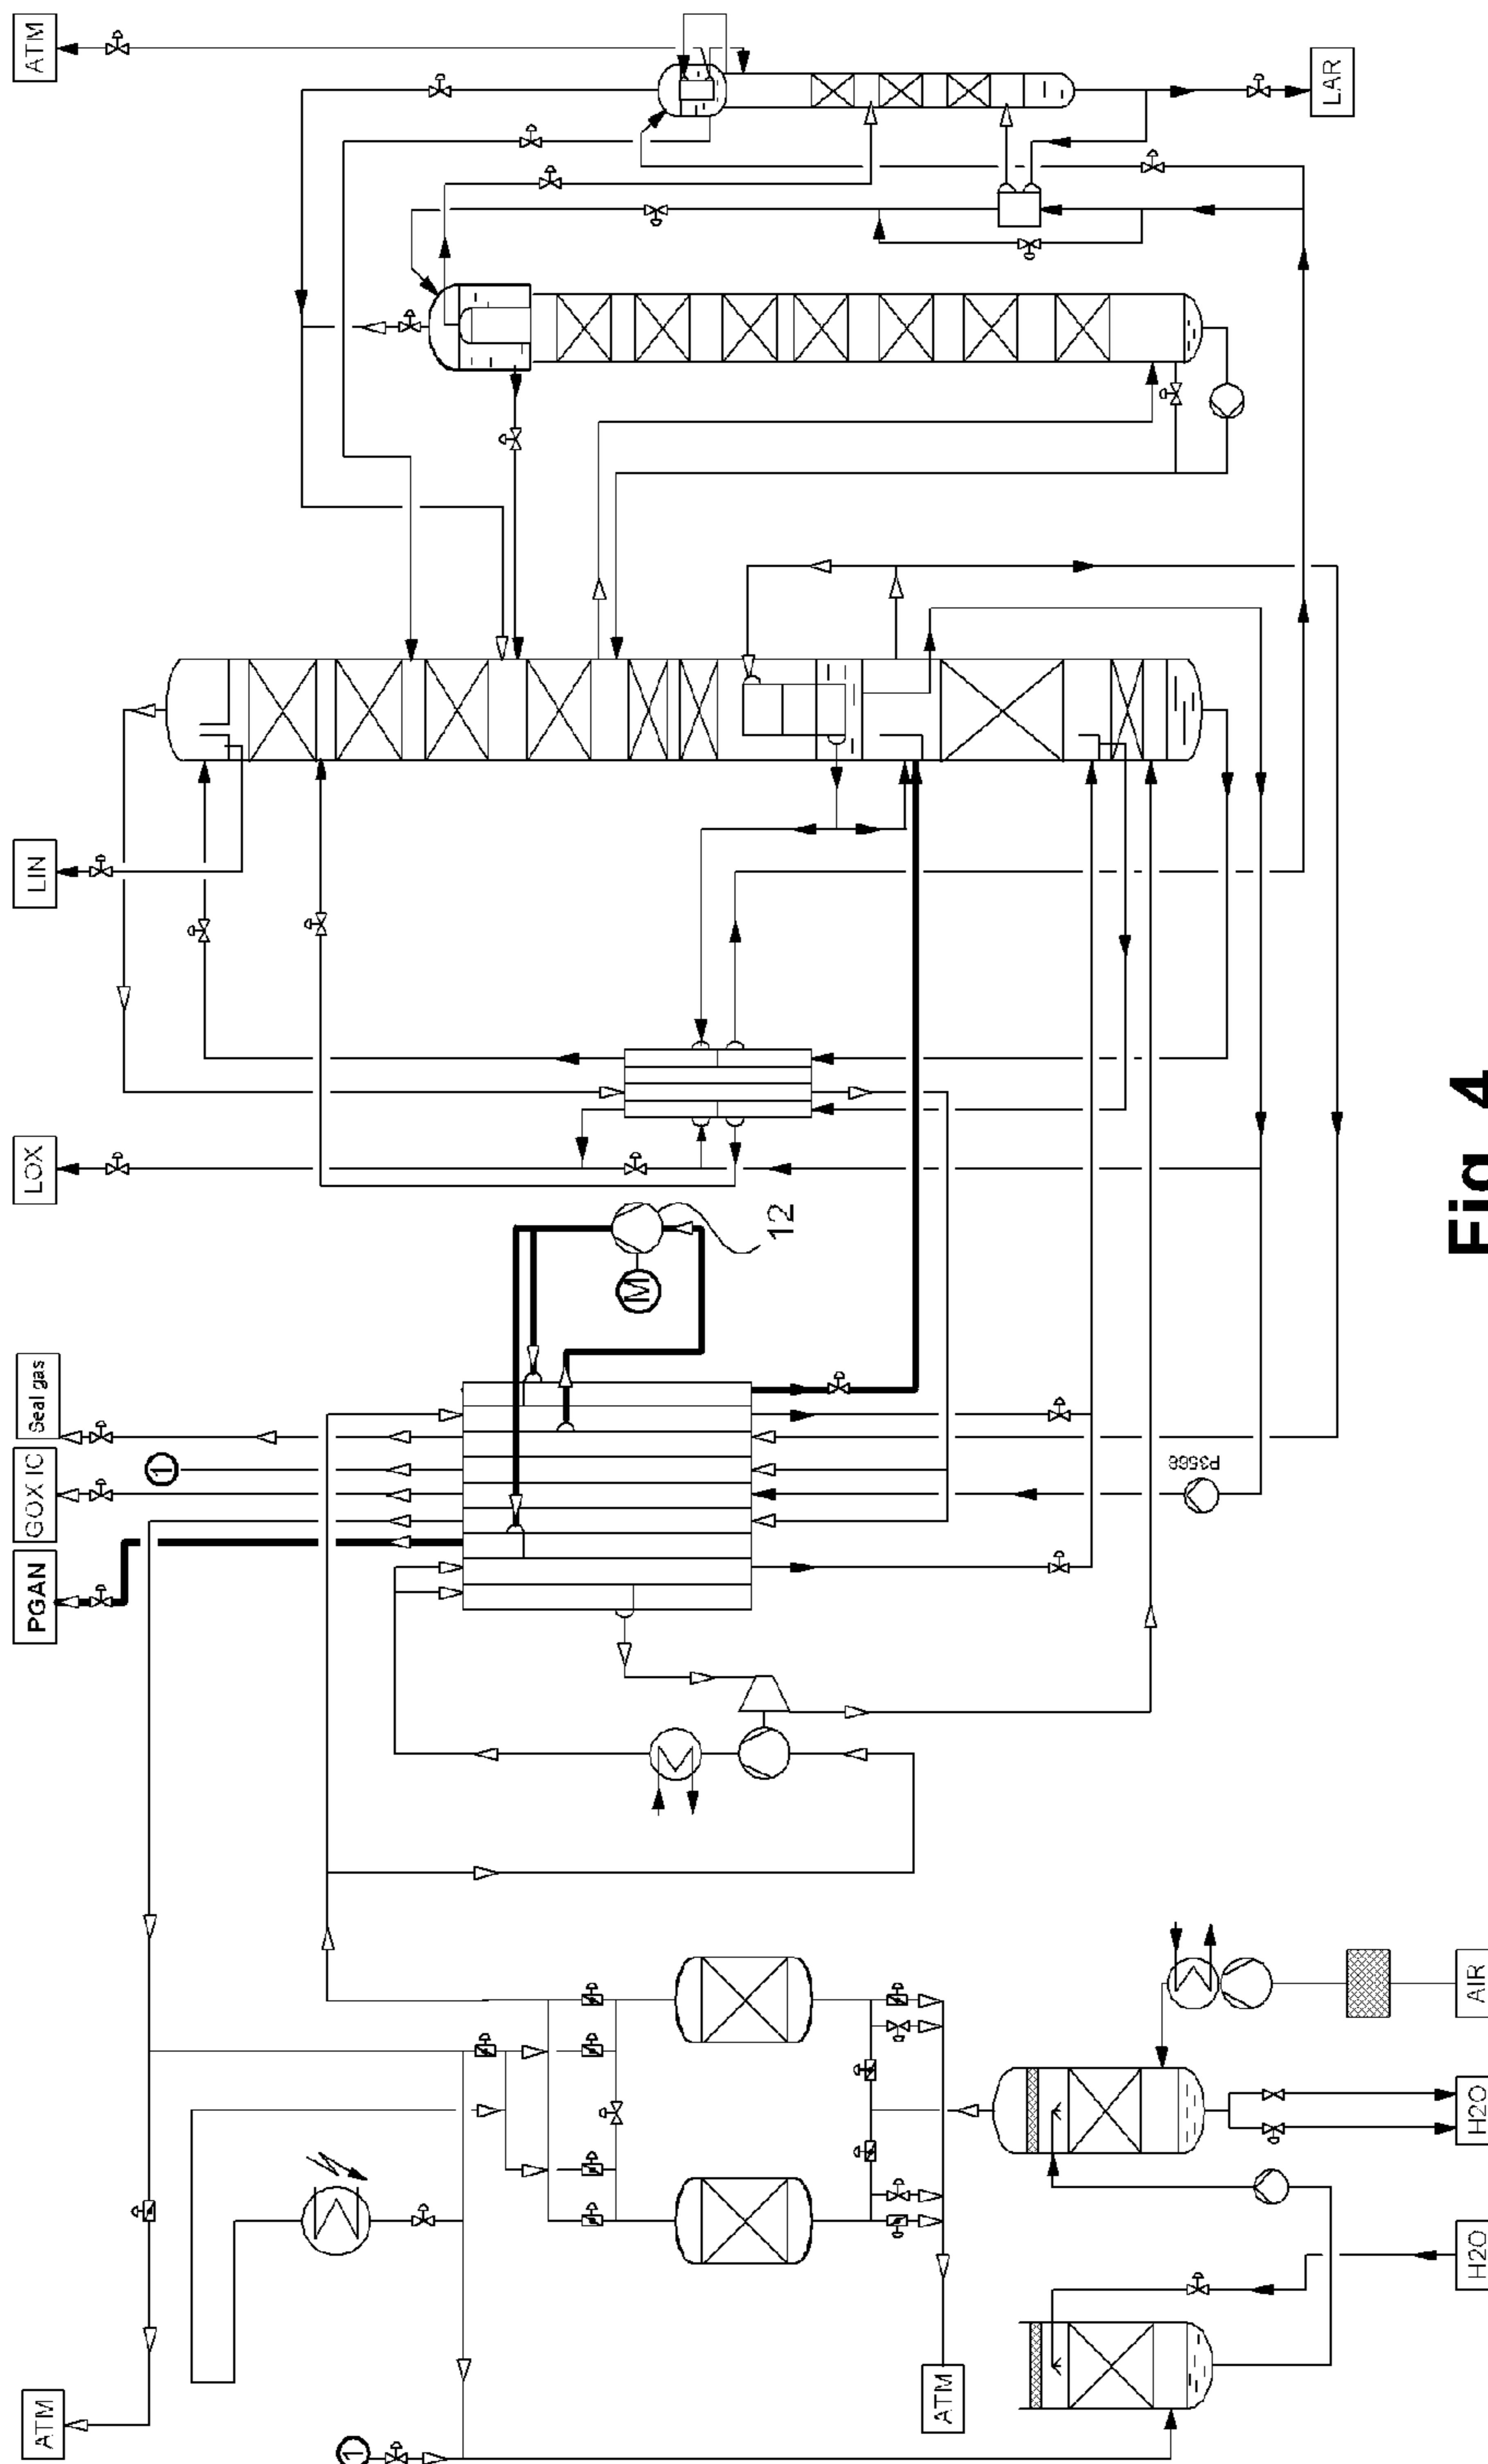 ATM
PGAN
GOX IC
Seal gas
LOX
LIN
ATM
1
1
M
12
ATM
P3568
LAR
H2O
H2O
AIR
Fig. 4